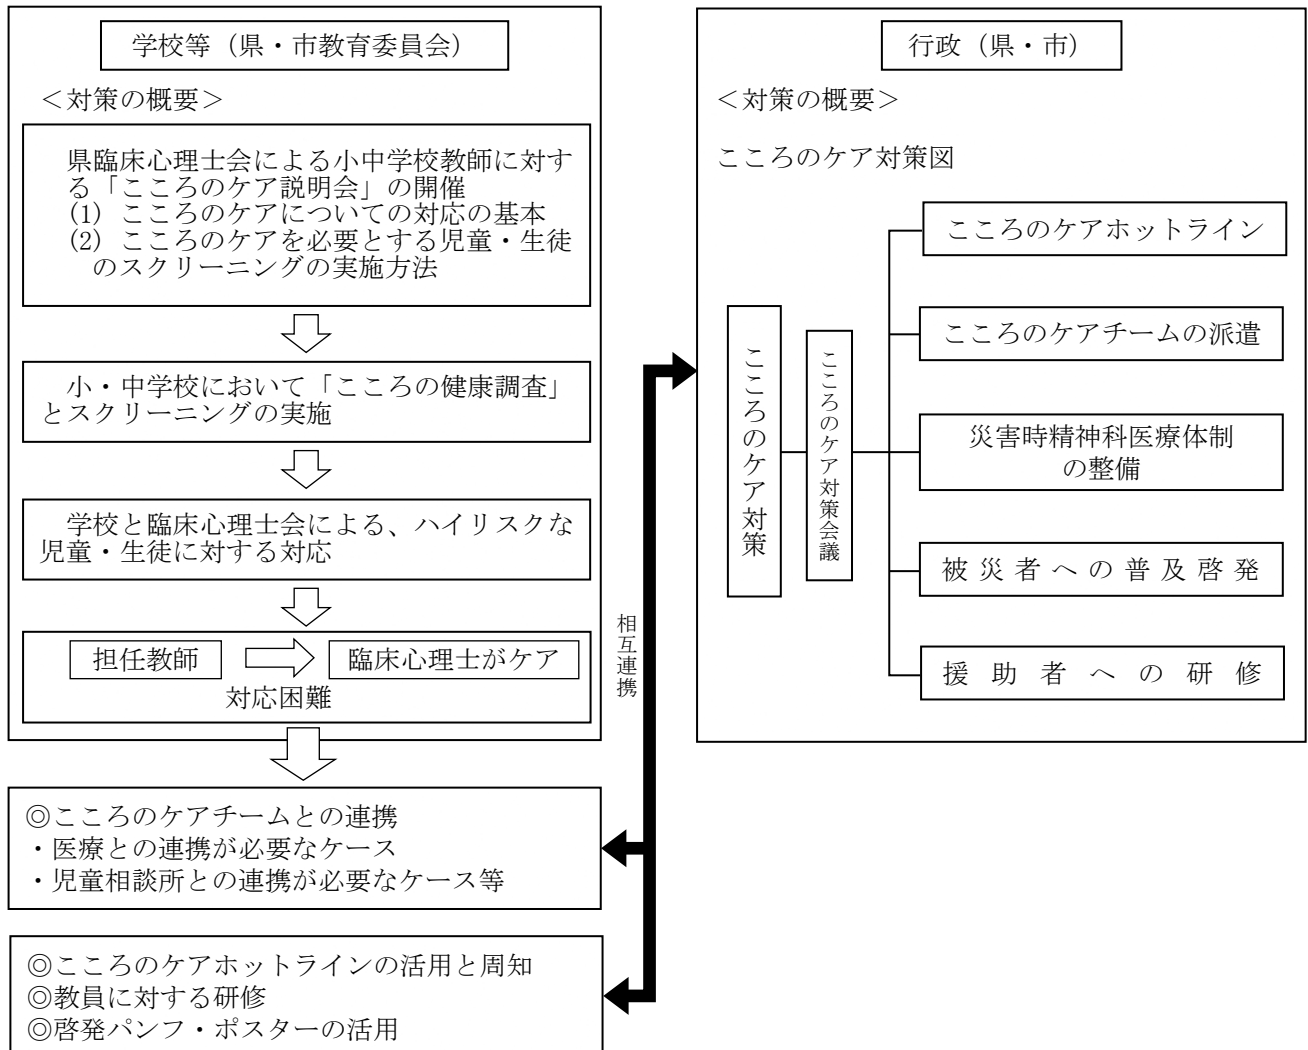 学校等（県・市教育委員会）
＜対策の概要＞
県臨床心理士会による小中学校教師に対す
る「こころのケア説明会」の開催
(1) こころのケアについての対応の基本
(2) こころのケアを必要とする児童・生徒
のスクリーニングの実施方法
小・中学校において「こころの健康調査」
とスクリーニングの実施
学校と臨床心理士会による、ハイリスクな
児童・生徒に対する対応
担任教師
臨床心理士がケア
対応困難
◎こころのケアチームとの連携
・医療との連携が必要なケース
・児童相談所との連携が必要なケース等
◎こころのケアホットラインの活用と周知
◎教員に対する研修
◎啓発パンフ・ポスターの活用
相互連携
行政（県・市）
＜対策の概要＞
こころのケア対策図
こころのケア対策
こころのケア対策会議
こころのケアホットライン
こころのケアチームの派遣
災害時精神科医療体制
の整備
被災者への普及啓発
援助者への研修